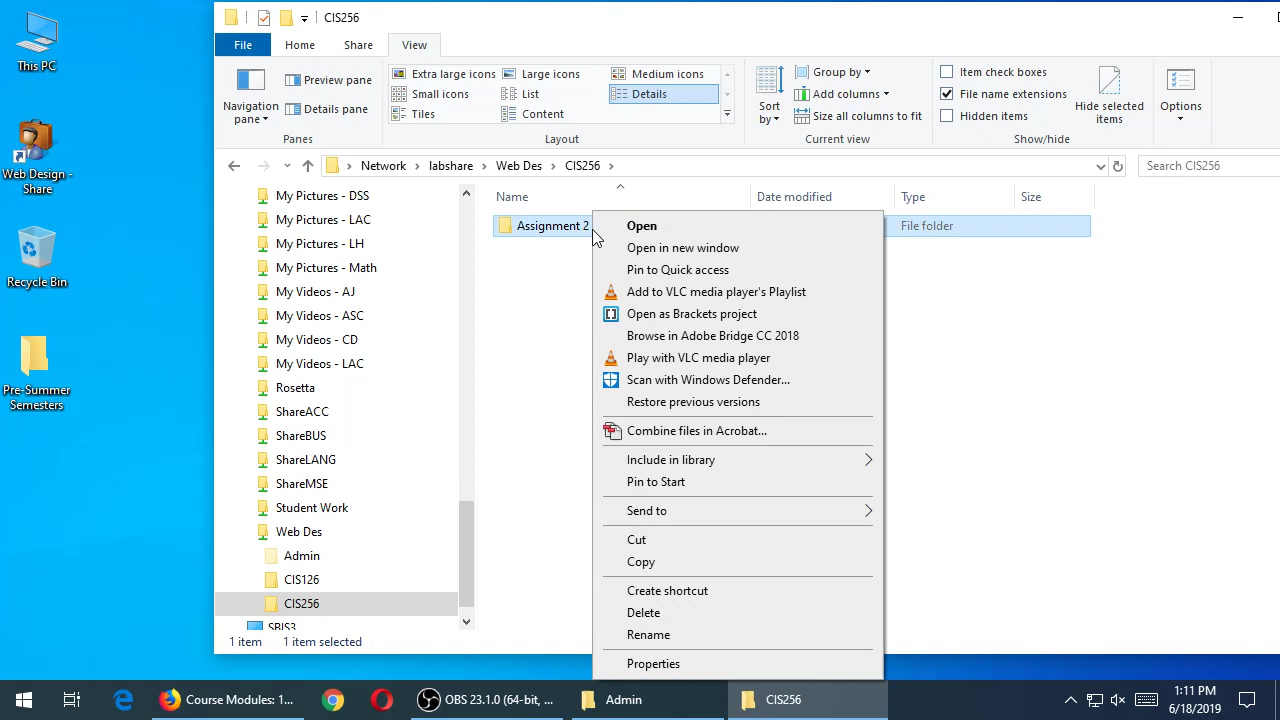 This PC
Web Design -
Share
Recycle Bin
Pre-Summer
Semesters
CIS256
File
Home
Share
View
Navigation
pane
Preview pane
Details pane
Panes
Extra large icons
Large icons
Medium icons
Small icons
List
Details
Tiles
Content
Layout
Sort
by
Group by
Add columns
Size all columns to fit
Current view
Item check boxes
File name extensions
Hidden items
Hide selected
items
Show/hide
Options
Network
labshare
Web Des
CIS256
Search CIS256
My Pictures - DSS
My Pictures - LAC
My Pictures - LH
My Pictures - Math
My Videos - AJ
My Videos - ASC
My Videos - CD
My Videos - LAC
Rosetta
ShareACC
ShareBUS
ShareLANG
ShareMSE
Student Work
Web Des
Admin
CIS126
CIS256
SBIS3
Name
Date modified
Type
Size
Assignment 2
File folder
Open
Open in new window
Pin to Quick access
Add to VLC media player's Playlist
Open as Brackets project
Browse in Adobe Bridge CC 2018
Play with VLC media player
Scan with Windows Defender...
Restore previous versions
Combine files in Acrobat...
Include in library
Pin to Start
Send to
Cut
Copy
Create shortcut
Delete
Rename
Properties
1 item
1 item selected
Course Modules: 1...
OBS 23.1.0 (64-bit, ...
Admin
CIS256
1:11 PM
6/18/2019